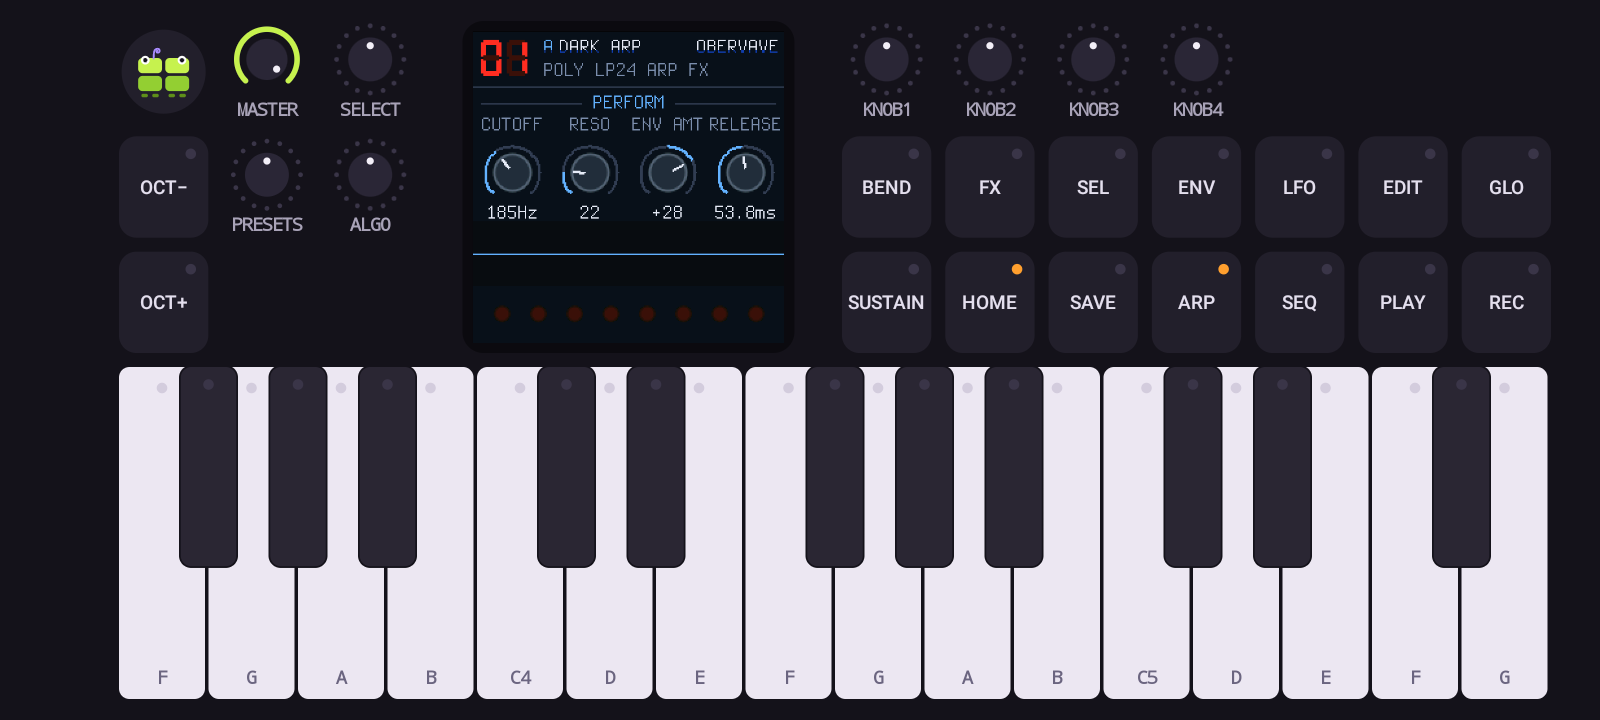 MASTER
SELECT
01 A DARK ARP OBERVAVE
POLY LP24 ARP FX
PERFORM
CUTOFF RESO ENV AMT RELEASE
185Hz 22 +28 53.8ms
KNOB1 KNOB2 KNOB3 KNOB4
OCT-
PRESETS ALGO
BEND FX SEL ENV LFO EDIT GLO
OCT+
SUSTAIN HOME SAVE ARP SEQ PLAY REC
F G A B C4 D E F G A B C5 D E F G